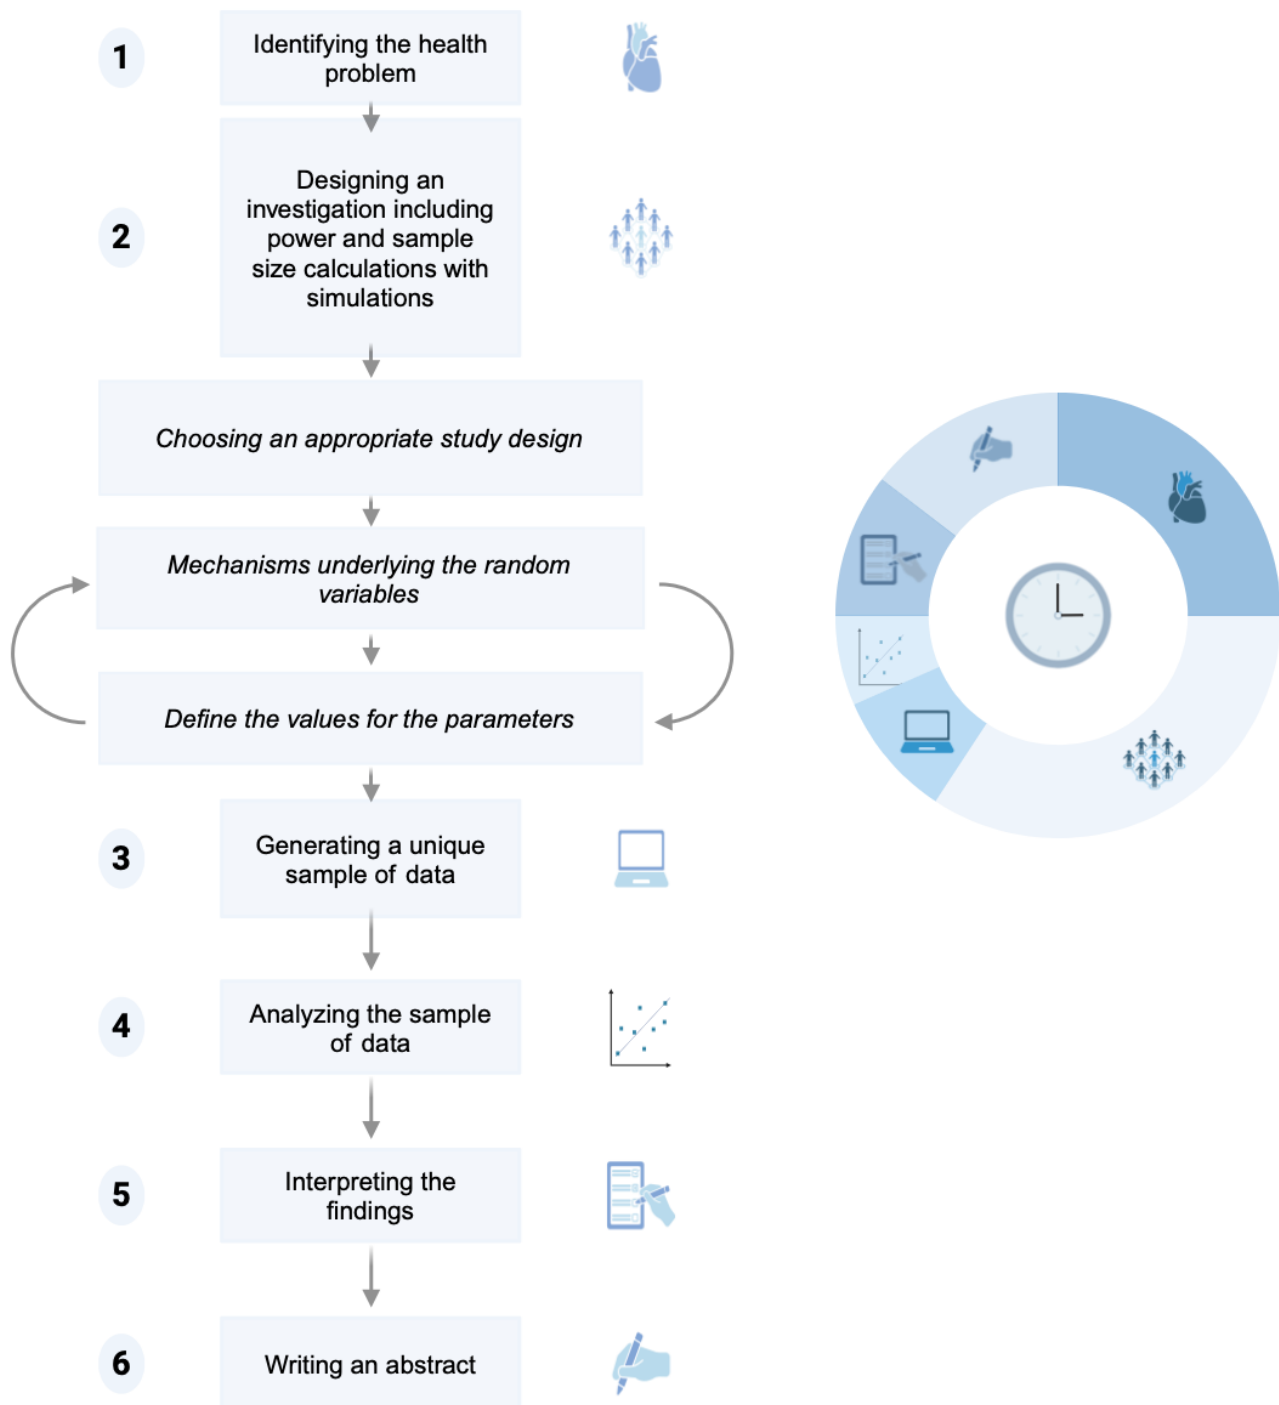 1
Identifying the health
problem
2
Designing an
investigation including
power and sample
size calculations with
simulations
Choosing an appropriate study design
Mechanisms underlying the random
variables
Define the values for the parameters
3
Generating a unique
sample of data
4
Analyzing the sample
of data
5
Interpreting the
findings
6
Writing an abstract